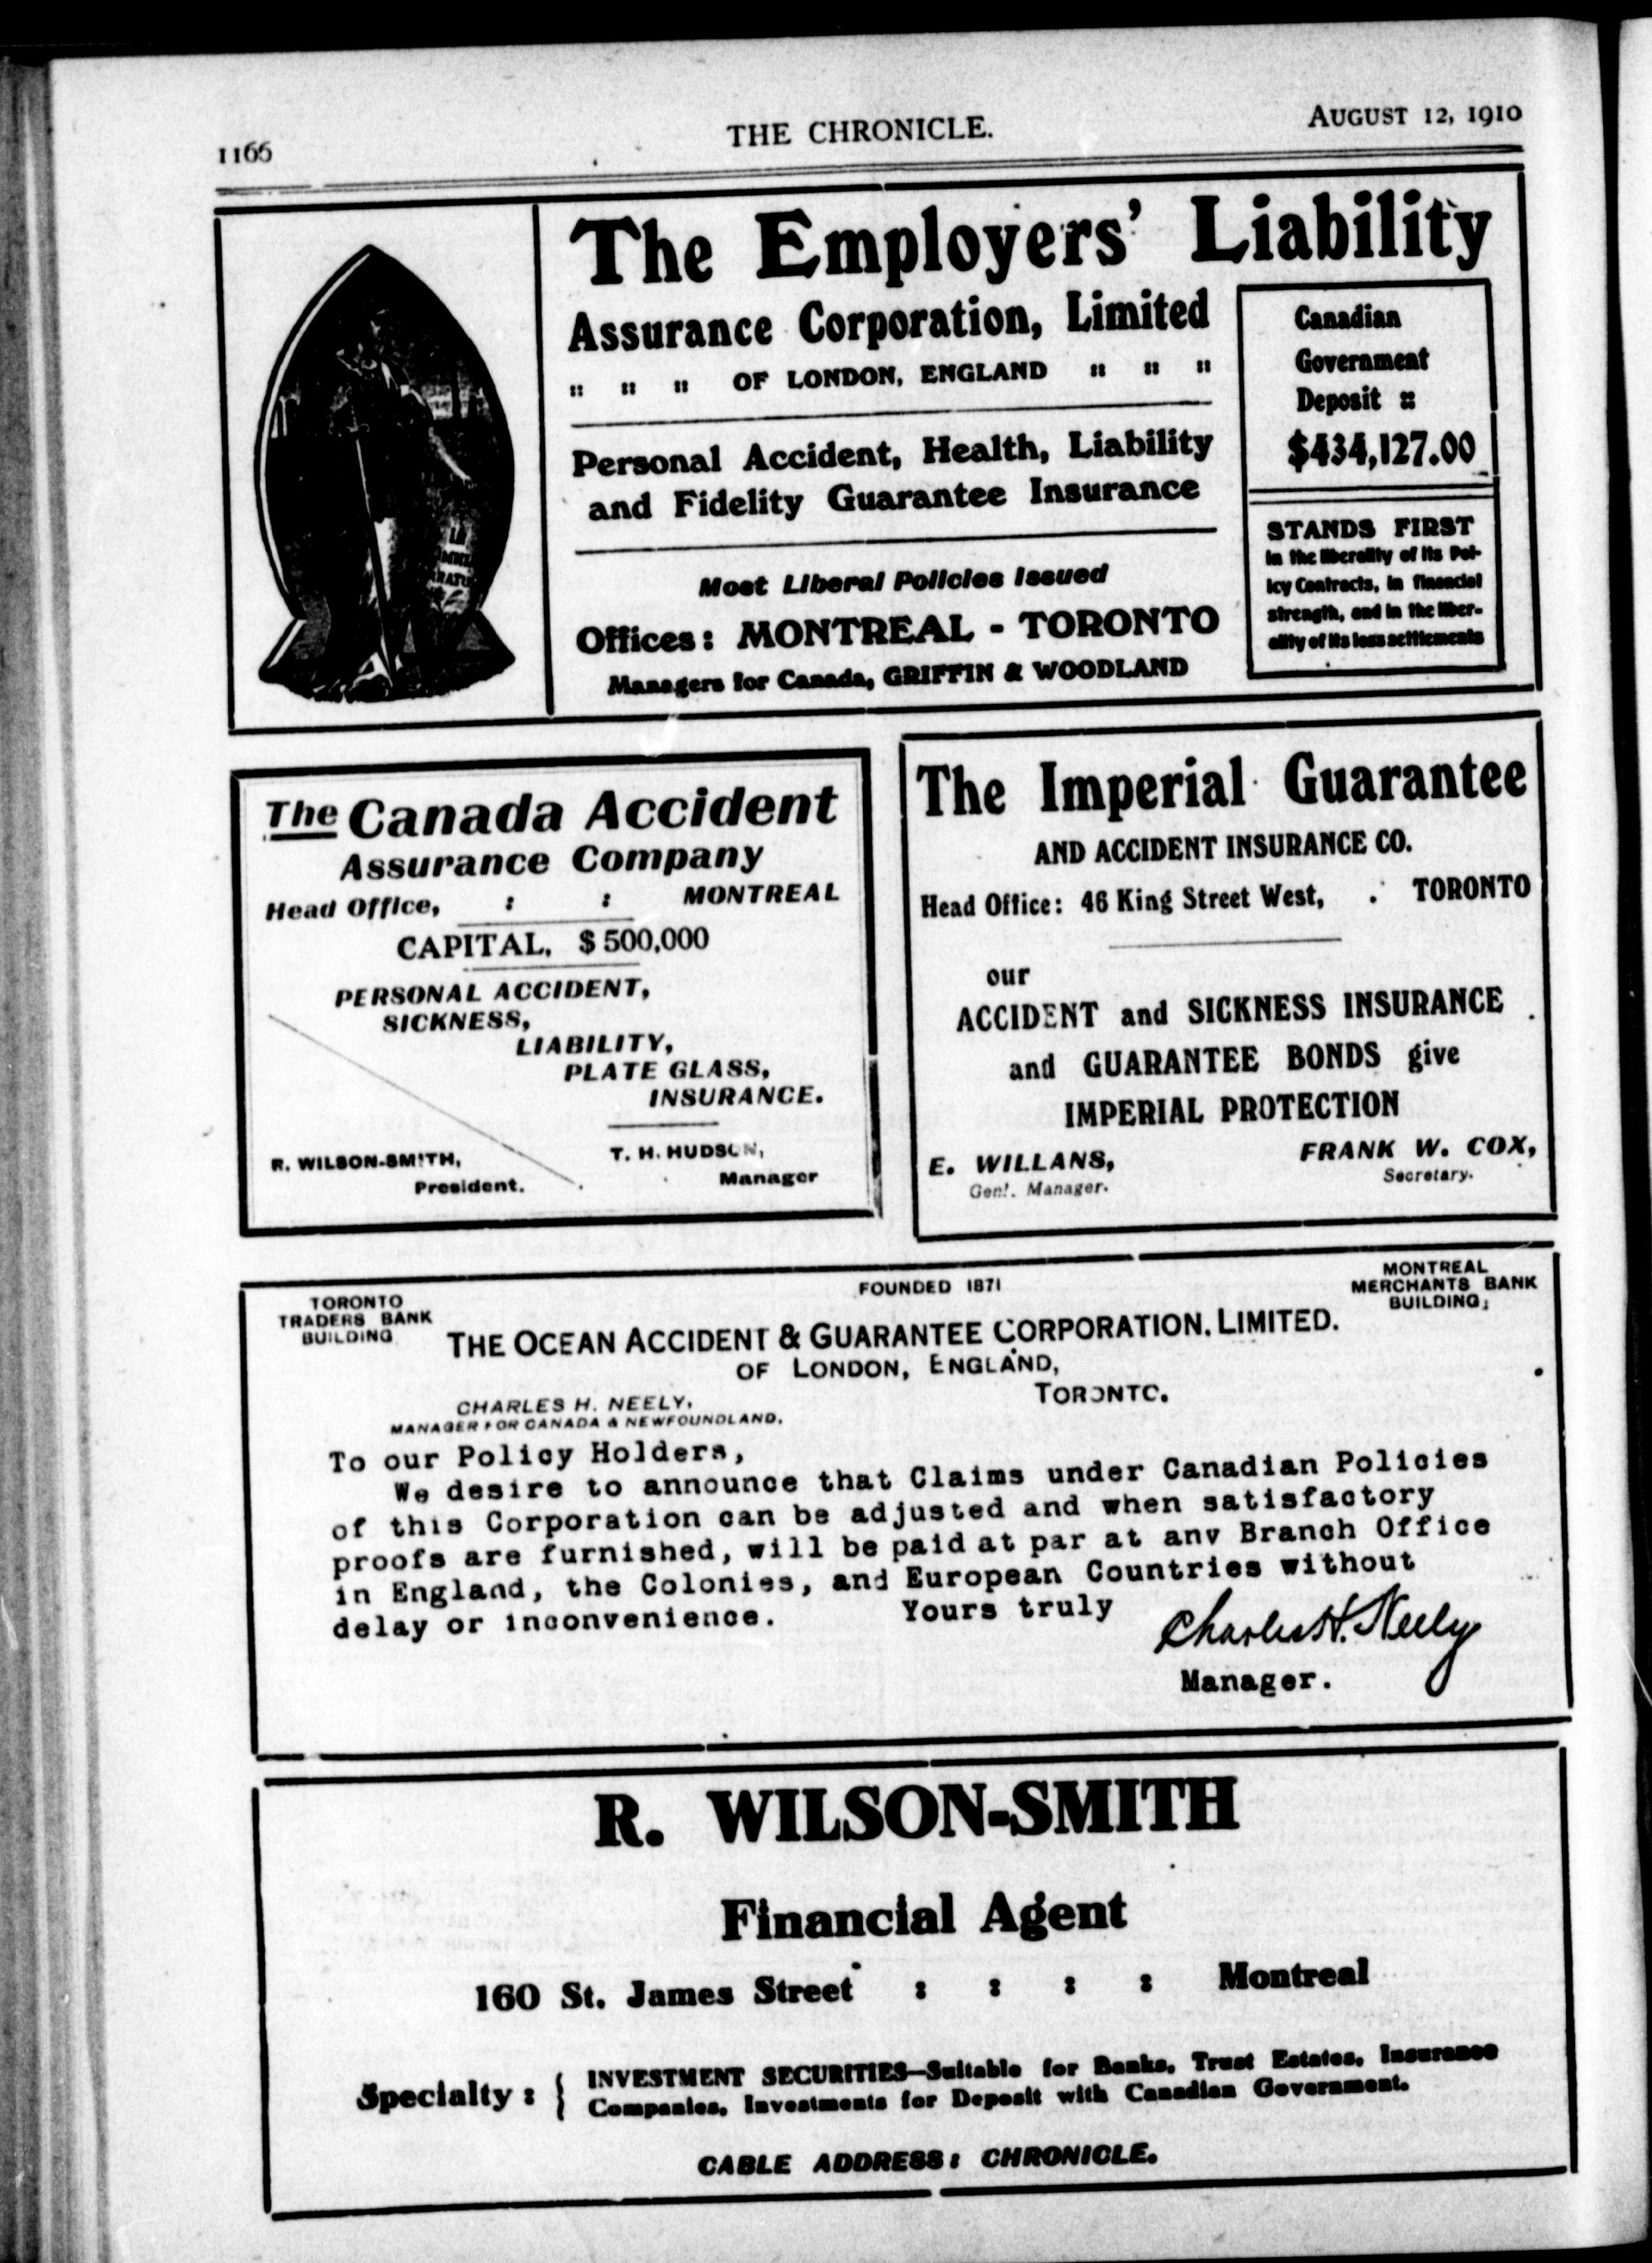 1166
THE CHRONICLE.
AUGUST 12, 1910
The Employers' Liability
Assurance Corporation, Limited
:: :: :: OF LONDON, ENGLAND :: :: ::
Personal Accident, Health, Liability
and Fidelity Guarantee Insurance
Most Liberal Policies Issued
Offices: MONTREAL - TORONTO
Managers for Canada, GRIFFIN & WOODLAND
Canadian
Government
Deposit ::
$434,127.00
STANDS FIRST
in the liberality of its Pol-
icy Contracts, in financial
strength, and in the liber-
ality of its loss settlements
The Canada Accident
Assurance Company
Head Office, : : MONTREAL
CAPITAL, $500,000
PERSONAL ACCIDENT,
SICKNESS,
LIABILITY,
PLATE GLASS,
INSURANCE.
R. WILSON-SMITH,
President.
T. H. HUDSON,
Manager
The Imperial Guarantee
AND ACCIDENT INSURANCE CO.
Head Office: 46 King Street West, . TORONTO
our
ACCIDENT and SICKNESS INSURANCE
and GUARANTEE BONDS give
IMPERIAL PROTECTION
E. WILLANS,
Genl. Manager.
FRANK W. COX,
Secretary.
TORONTO
TRADERS BANK
BUILDING
FOUNDED 1871
MONTREAL
MERCHANTS BANK
BUILDING,
THE OCEAN ACCIDENT & GUARANTEE CORPORATION, LIMITED.
OF LONDON, ENGLAND,
CHARLES H. NEELY,
MANAGER FOR CANADA & NEWFOUNDLAND.
TORONTO.
To our Policy Holders,
We desire to announce that Claims under Canadian Policies
of this Corporation can be adjusted and when satisfactory
proofs are furnished, will be paid at par at any Branch Office
in England, the Colonies, and European Countries without
delay or inconvenience. Yours truly
Charles H. Neely
Manager.
R. WILSON-SMITH
Financial Agent
160 St. James Street : : : : Montreal
Specialty : { INVESTMENT SECURITIES—Suitable for Banks, Trust Estates, Insurance
Companies, Investments for Deposit with Canadian Government.
CABLE ADDRESS: CHRONICLE.